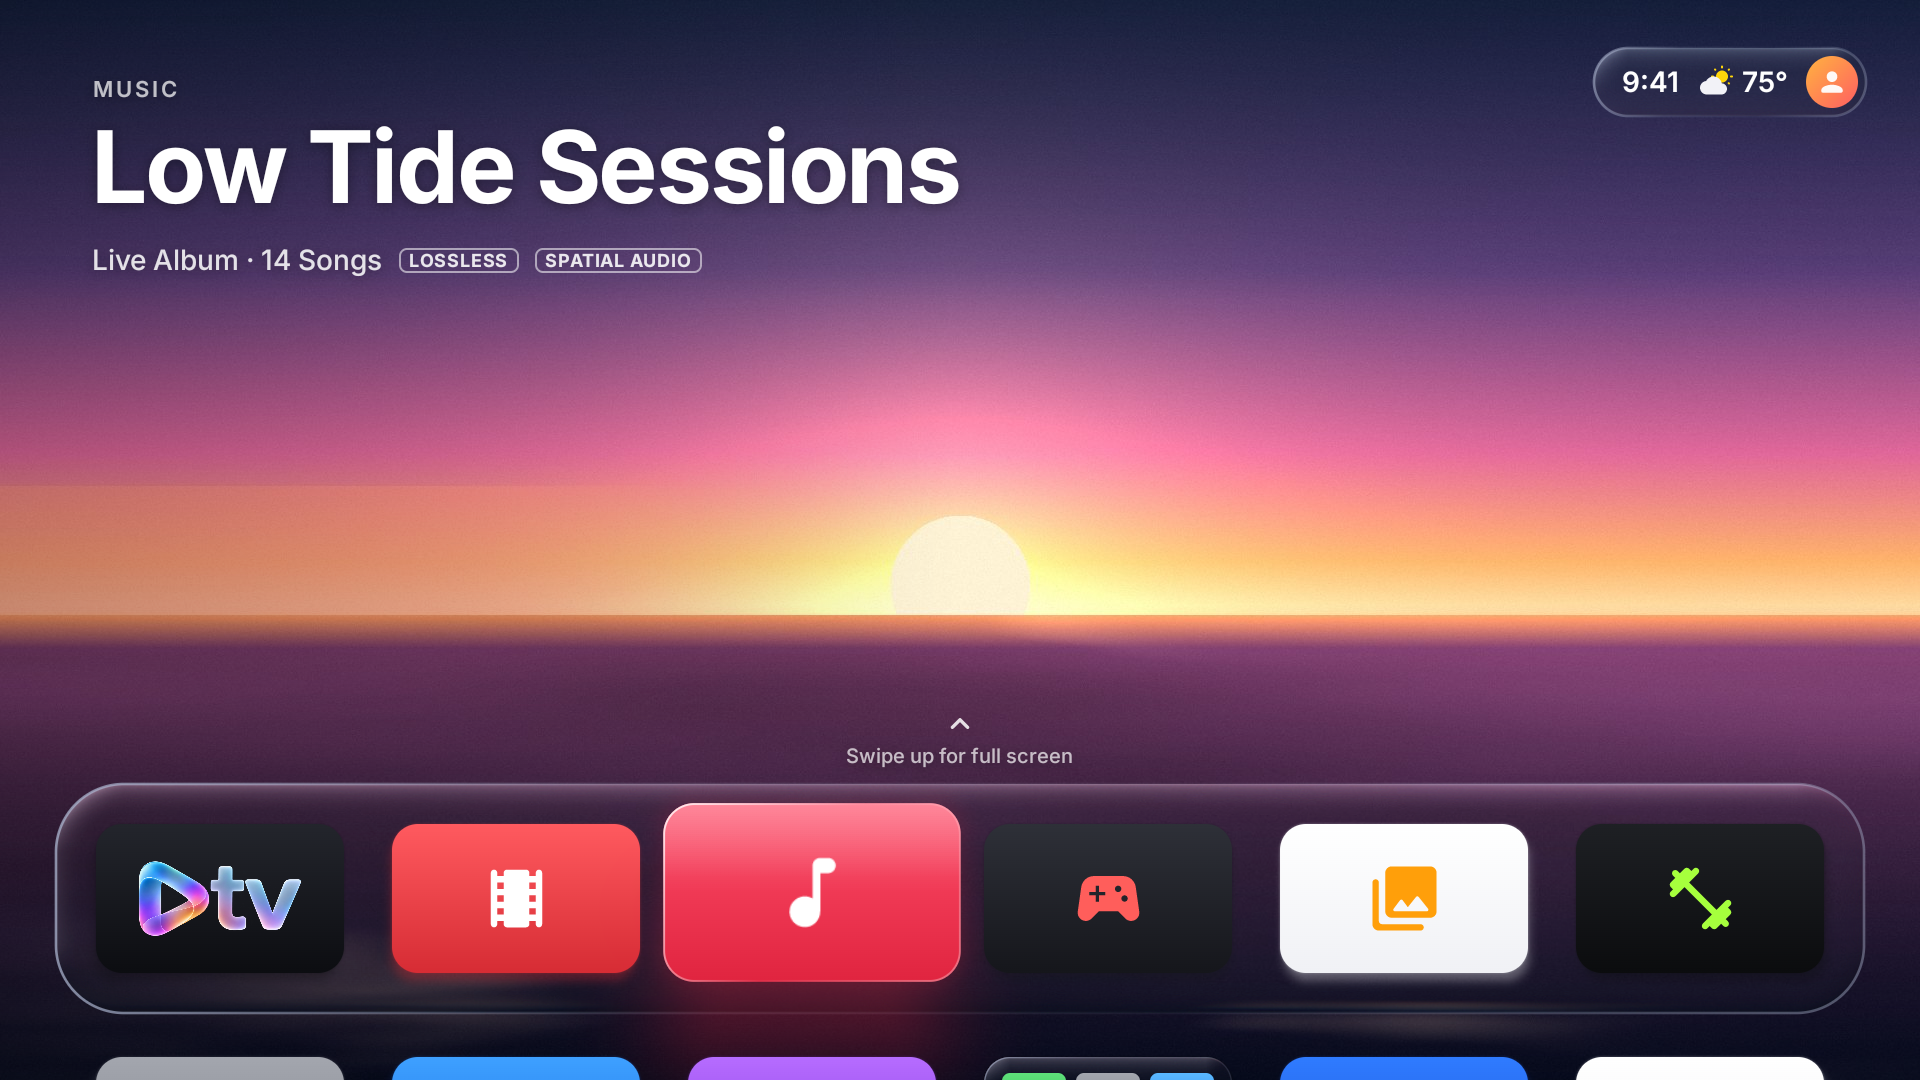 MUSIC
Low Tide Sessions
Live Album · 14 Songs LOSSLESS SPATIAL AUDIO
9:41 75°
Swipe up for full screen
tv